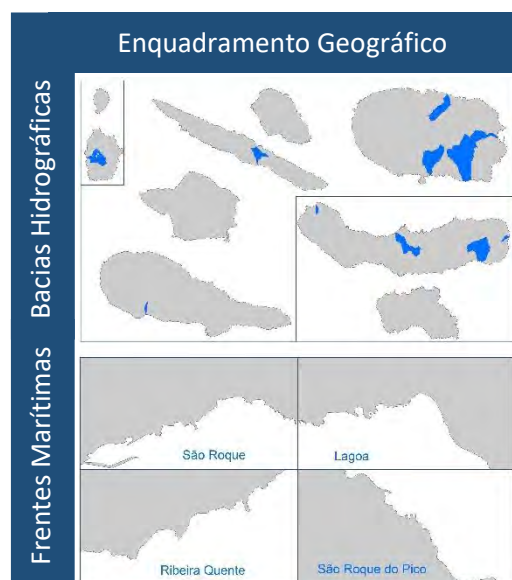 Enquadramento Geográfico
Bacias Hidrográficas
Frentes Marítimas
São Roque
Lagoa
Ribeira Quente
São Roque do Pico